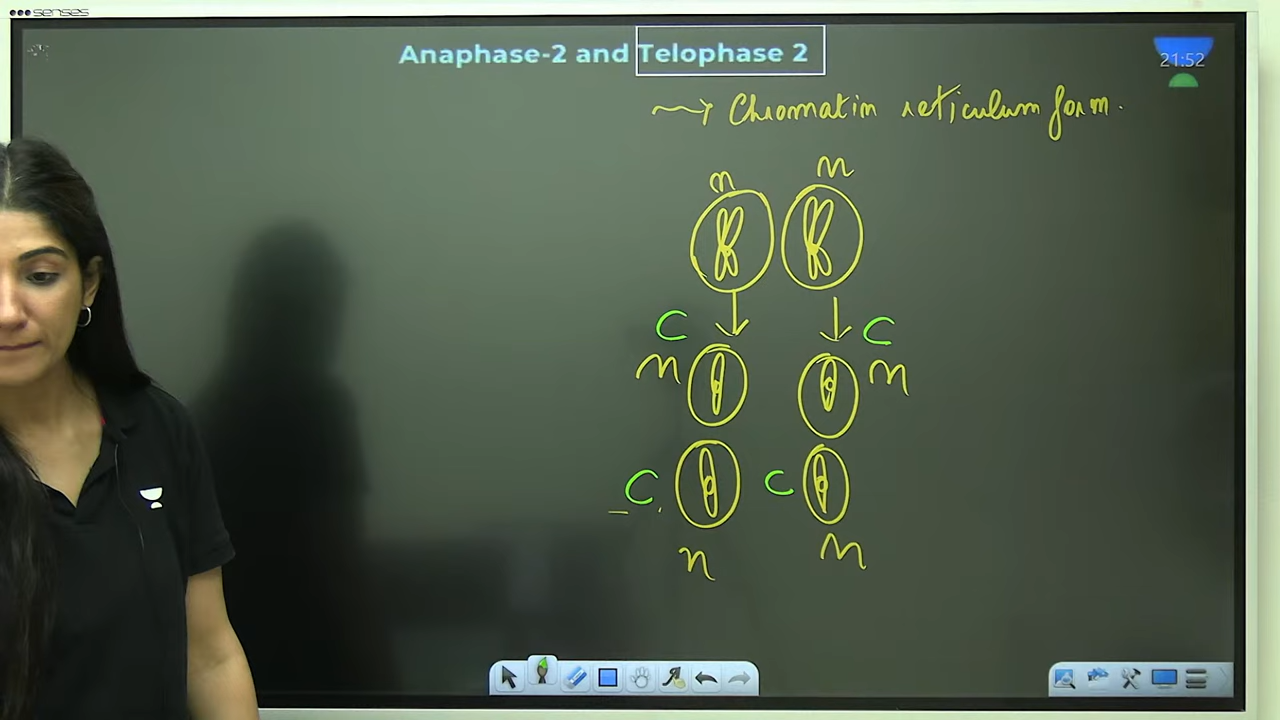 senses
Anaphase-2 and Telophase 2
21:52
Chromatin reticulum form.
n n
C C
n n
C. C
n n